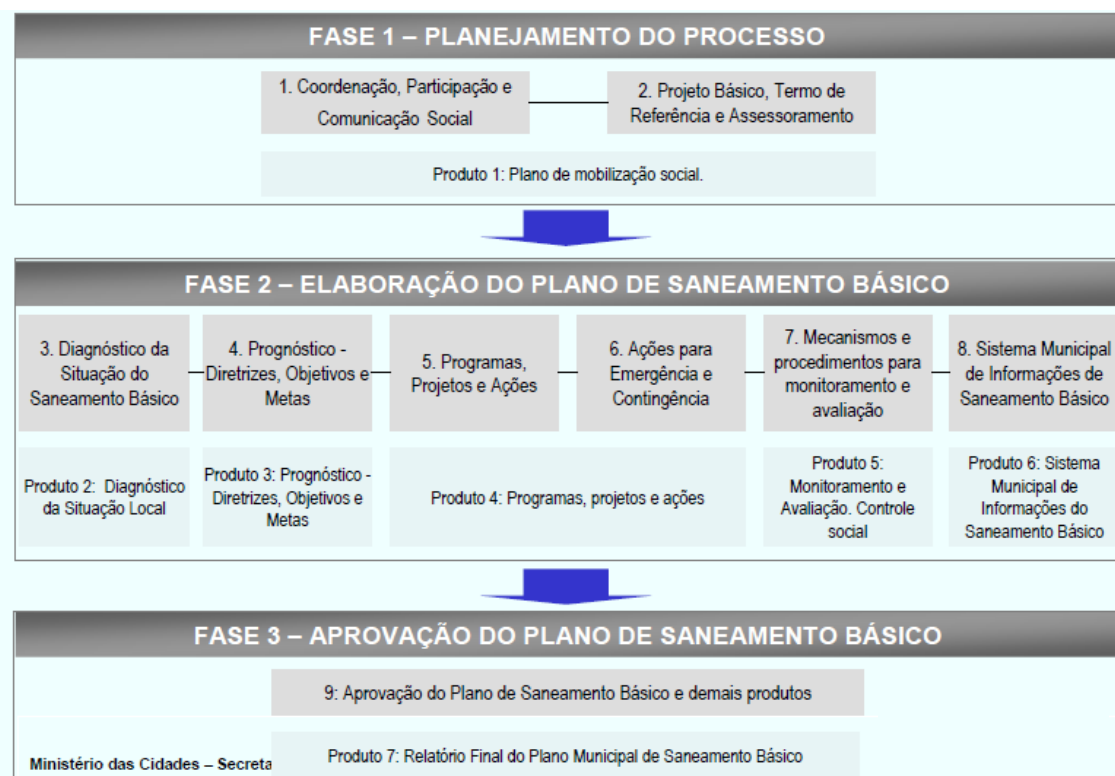 FASE 1 – PLANEJAMENTO DO PROCESSO
1. Coordenação, Participação e
Comunicação Social
2. Projeto Básico, Termo de
Referência e Assessoramento
Produto 1: Plano de mobilização social.
FASE 2 – ELABORAÇÃO DO PLANO DE SANEAMENTO BÁSICO
3. Diagnóstico da
Situação do
Saneamento Básico
4. Prognóstico -
Diretrizes, Objetivos e
Metas
5. Programas,
Projetos e Ações
6. Ações para
Emergência e
Contingência
7. Mecanismos e
procedimentos para
monitoramento e
avaliação
8. Sistema Municipal
de Informações de
Saneamento Básico
Produto 2: Diagnóstico
da Situação Local
Produto 3: Prognóstico -
Diretrizes, Objetivos e
Metas
Produto 4: Programas, projetos e ações
Produto 5:
Monitoramento e
Avaliação. Controle
social
Produto 6: Sistema
Municipal de
Informações do
Saneamento Básico
FASE 3 – APROVAÇÃO DO PLANO DE SANEAMENTO BÁSICO
9: Aprovação do Plano de Saneamento Básico e demais produtos
Produto 7: Relatório Final do Plano Municipal de Saneamento Básico
Ministério das Cidades – Secreta